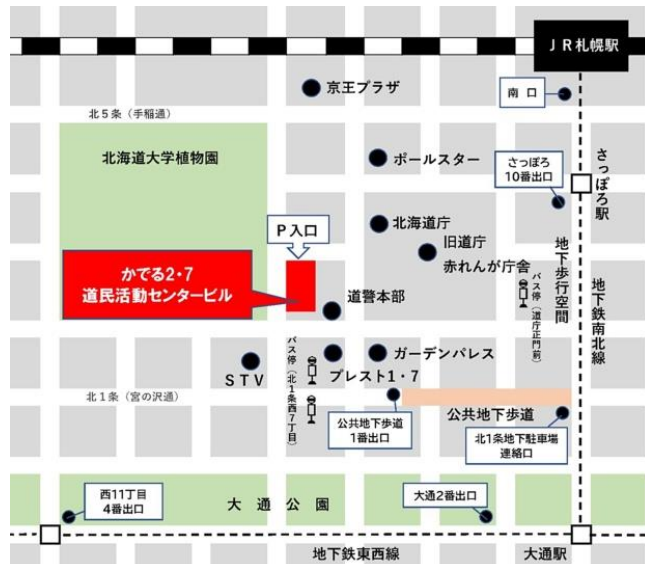 JR札幌駅
京王プラザ
南口
北5条（手稲通）
北海道大学植物園
ポールスター
さっぽろ
10番出口
さっぽろ駅
P入口
北海道庁
旧道庁
赤れんが庁舎
かでる2・7
道民活動センタービル
道警本部
バス停（道庁正門前）
地下歩行空間
地下鉄南北線
STV
バス停（北1条西7丁目）
プレスト1・7
ガーデンパレス
北1条（宮の沢通）
公共地下歩道
1番出口
公共地下歩道
北1条地下駐車場
連絡口
西11丁目
4番出口
大通公園
大通2番出口
地下鉄東西線
大通駅